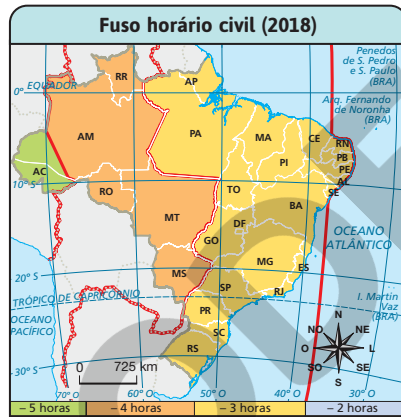 Fuso horário civil (2018)
Penedos
de S. Pedro
e S. Paulo
(BRA)
RR
AP
EQUADOR
0°
Arq. Fernando
de Noronha
(BRA)
AM
PA
MA
CE
RN
PB
PE
AL
SE
PI
AC
10° S
10° S
RO
TO
BA
MT
DF
GO
OCEANO
ATLÂNTICO
MG
ES
MS
20° S
20° S
SP
RJ
TRÓPICO DE CAPRICÓRNIO
I. Martin
Vaz
(BRA)
OCEANO
PACÍFICO
PR
SC
RS
N
NO
NE
O
L
SO
SE
S
30° S
30° S
0
725 km
70° O
60° O
50° O
40° O
30° O
– 5 horas
– 4 horas
– 3 horas
– 2 horas